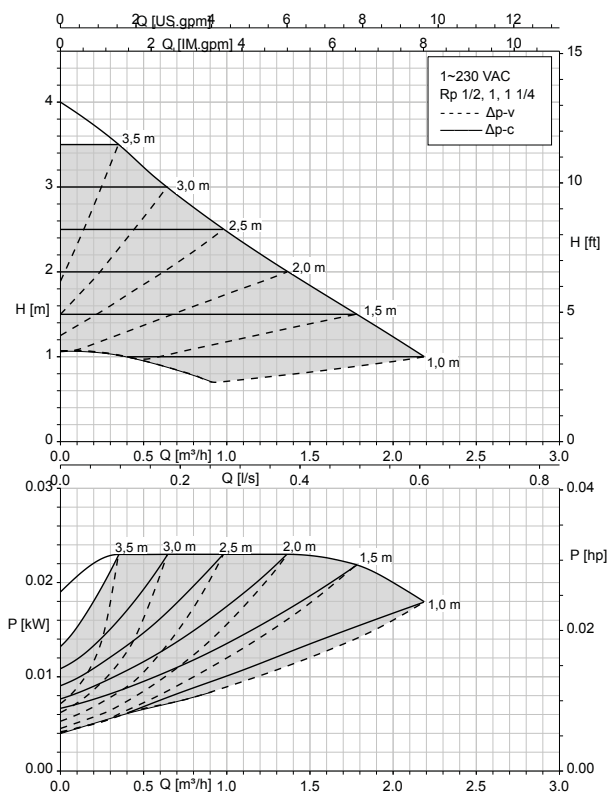 0 2 Q [US.gpm] 4 6 8 10 12
0 2 Q [IM.gpm] 4 6 8 10
15
1~230 VAC
Rp 1/2, 1, 1 1/4
Δp-v
Δp-c
4
3,5 m
3
3,0 m
10
2,5 m
H [ft]
2
2,0 m
H [m]
1,5 m
5
1
1,0 m
0
0
0 Q [m³/h] 0.5 1.0 1.5 2.0 2.5 3.0
0.0 0.2 Q [l/s] 0.4 0.6 0.8
0.03
0.04
3,5 m 3,0 m 2,5 m 2,0 m
1,5 m
P [hp]
0.02
1,0 m
P [kW]
0.02
0.01
0.00
0.00
0.0 0.5 Q [m³/h] 1.0 1.5 2.0 2.5 3.0